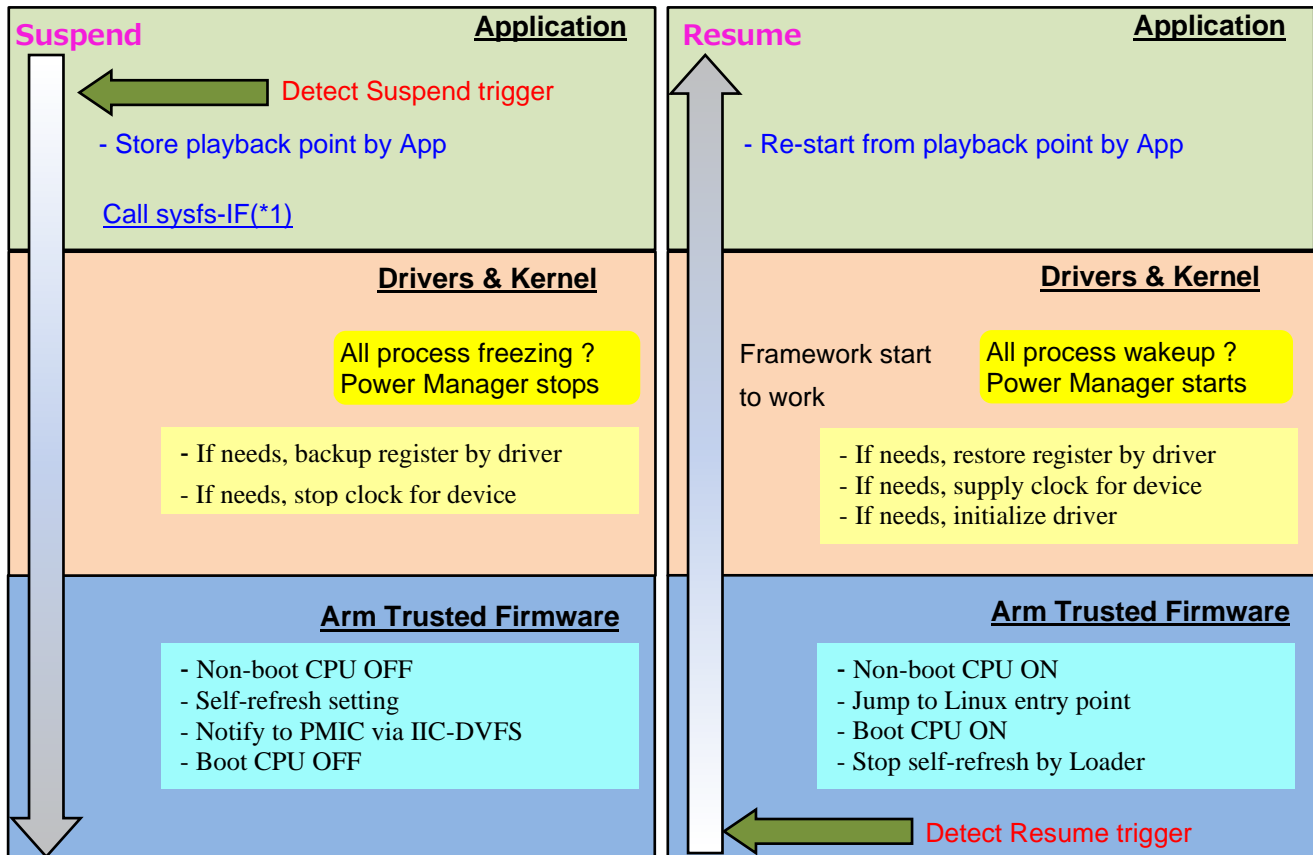 Suspend
Application
Detect Suspend trigger
- Store playback point by App
Call sysfs-IF(*1)
Drivers & Kernel
All process freezing ?
Power Manager stops
- If needs, backup register by driver
- If needs, stop clock for device
Arm Trusted Firmware
- Non-boot CPU OFF
- Self-refresh setting
- Notify to PMIC via IIC-DVFS
- Boot CPU OFF
Resume
Application
- Re-start from playback point by App
Drivers & Kernel
Framework start
to work
All process wakeup ?
Power Manager starts
- If needs, restore register by driver
- If needs, supply clock for device
- If needs, initialize driver
Arm Trusted Firmware
- Non-boot CPU ON
- Jump to Linux entry point
- Boot CPU ON
- Stop self-refresh by Loader
Detect Resume trigger